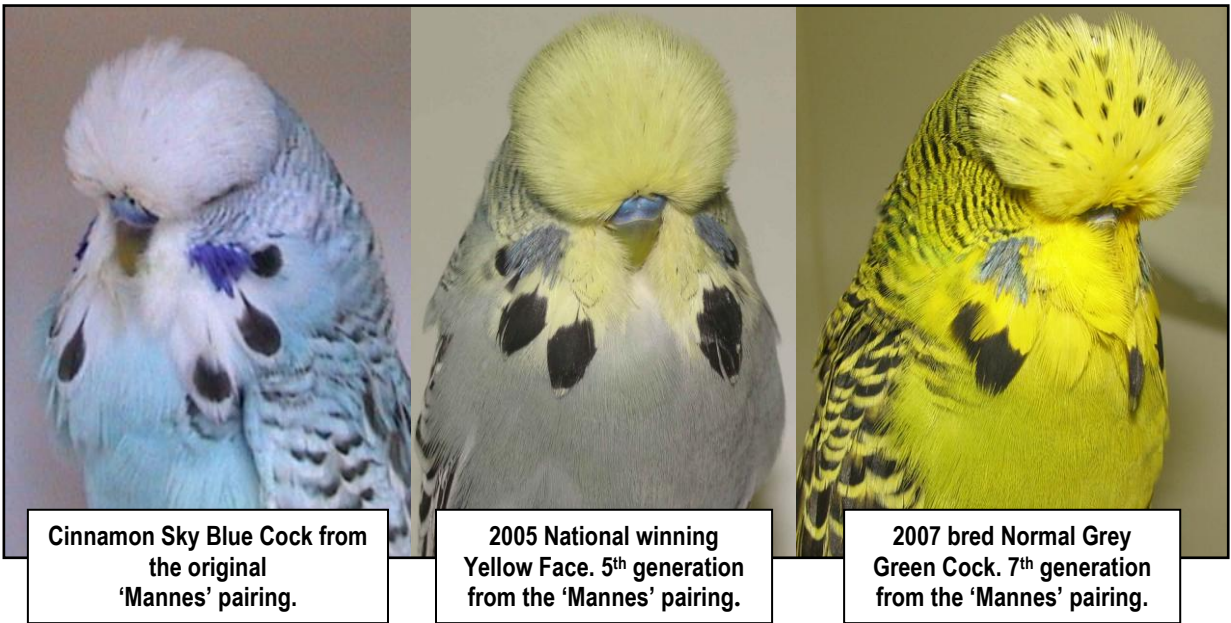 Cinnamon Sky Blue Cock from
the original
‘Mannes’ pairing.
2005 National winning
Yellow Face. 5th generation
from the ‘Mannes’ pairing.
2007 bred Normal Grey
Green Cock. 7th generation
from the ‘Mannes’ pairing.